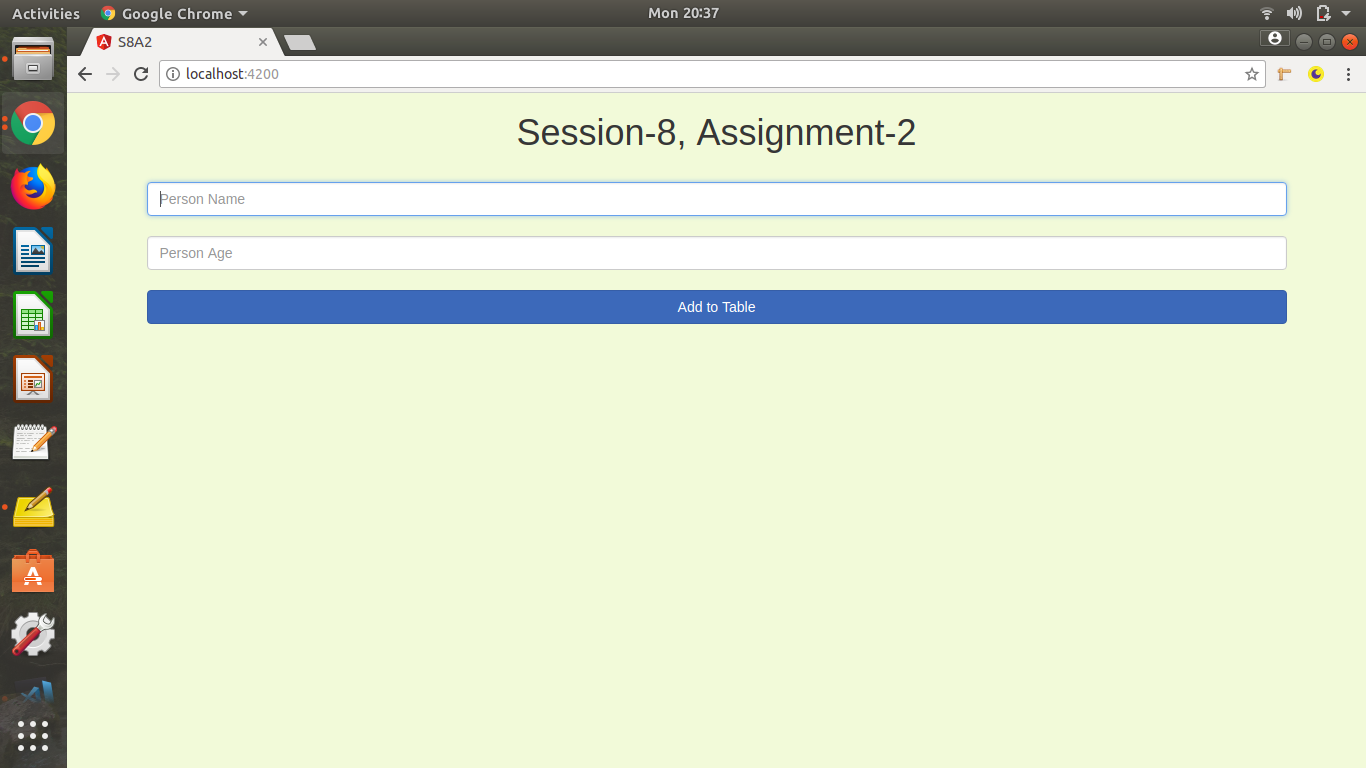 Activities Google Chrome Mon 20:37
S8A2
localhost:4200
Session-8, Assignment-2
Person Name
Person Age
Add to Table